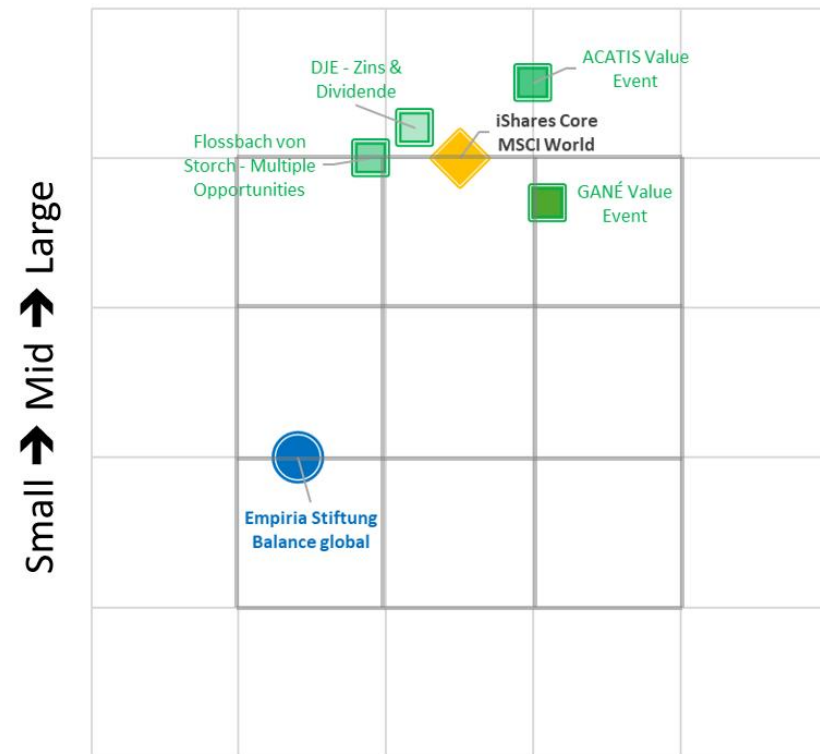 ACATIS Value
Event
DJE - Zins &
Dividende
iShares Core
MSCI World
Flossbach von
Storch - Multiple
Opportunities
GANÉ Value
Event
Small → Mid → Large
Empiria Stiftung
Balance global